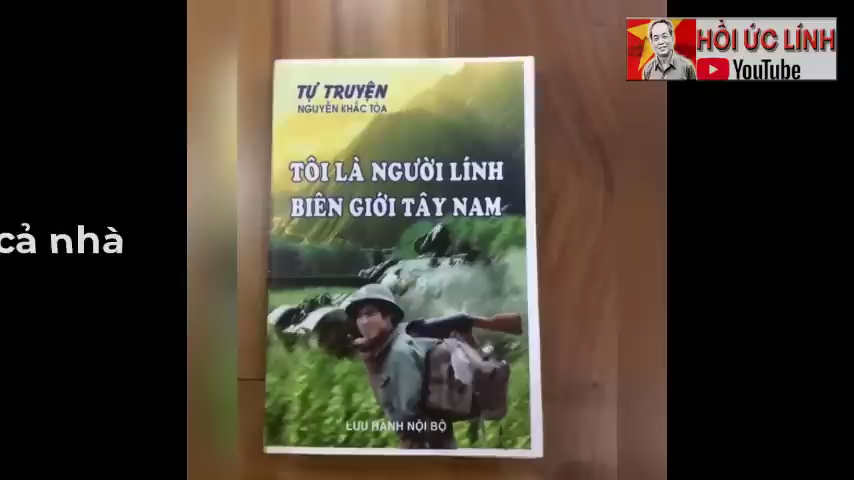 HỒI ỨC LÍNH
YouTube
TỰ TRUYỆN
NGUYỄN KHẮC TỎA
TÔI LÀ NGƯỜI LÍNH
BIÊN GIỚI TÂY NAM
cả nhà
LƯU HÀNH NỘI BỘ